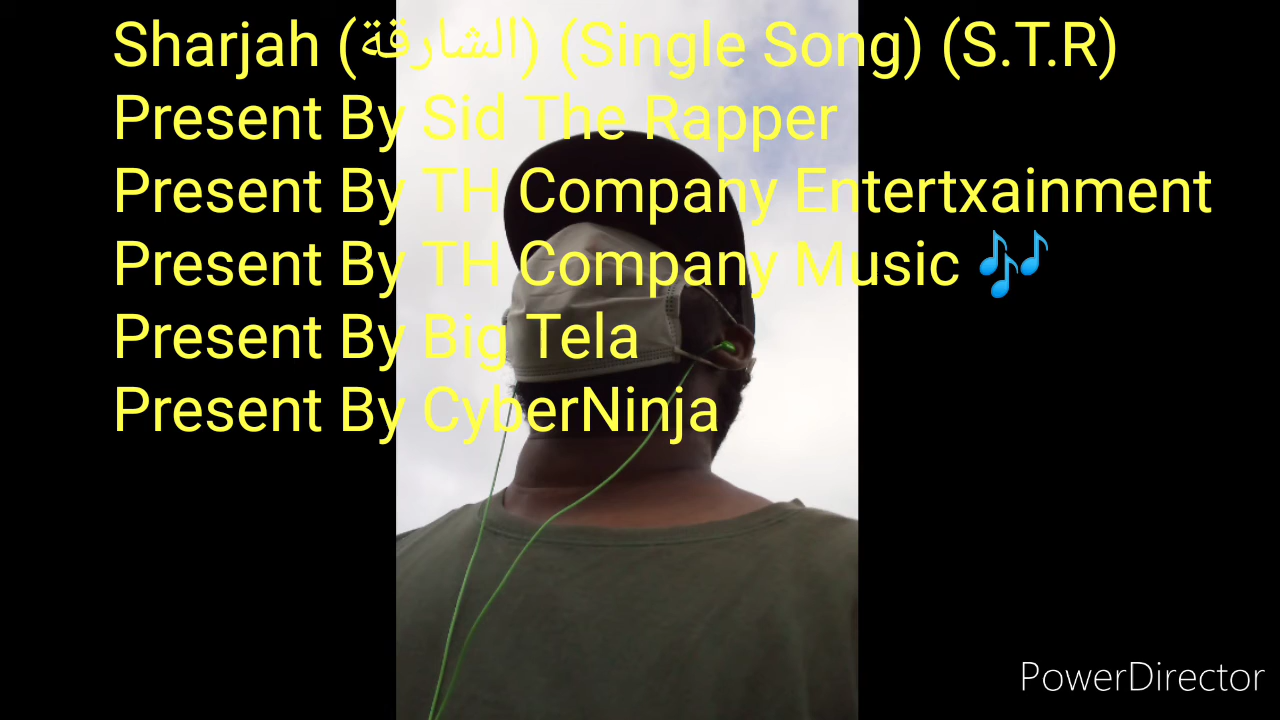 Sharjah (الشارقة) (Single Song) (S.T.R)
Present By Sid The Rapper
Present By TH Company Entertxainment
Present By TH Company Music 🎶
Present By Big Tela
Present By CyberNinja
PowerDirector